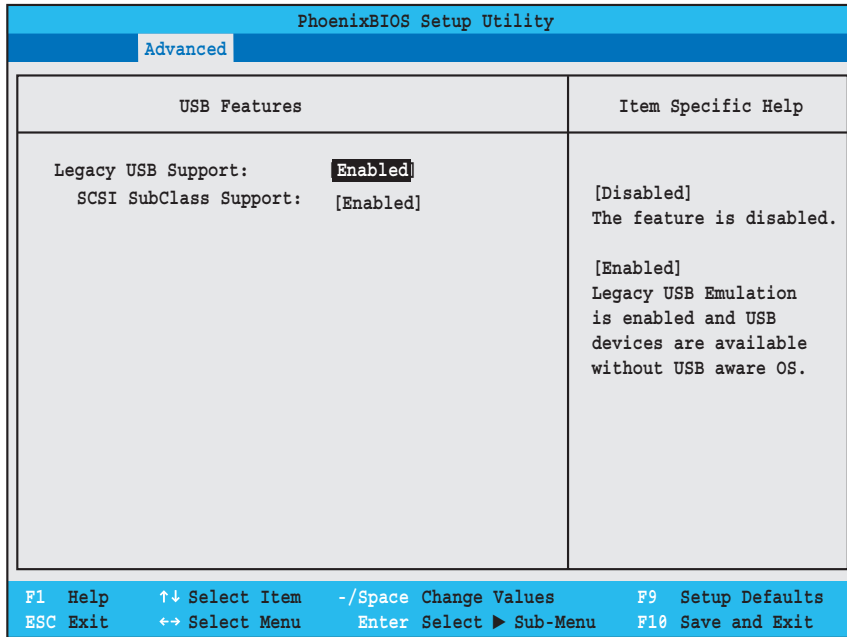 PhoenixBIOS Setup Utility
Advanced
USB Features
Item Specific Help
Legacy USB Support: [Enabled]
SCSI SubClass Support: [Enabled]
[Disabled]
The feature is disabled.
[Enabled]
Legacy USB Emulation
is enabled and USB
devices are available
without USB aware OS.
F1 Help ↑↓ Select Item -/Space Change Values F9 Setup Defaults
ESC Exit ←→ Select Menu Enter Select ▶ Sub-Menu F10 Save and Exit